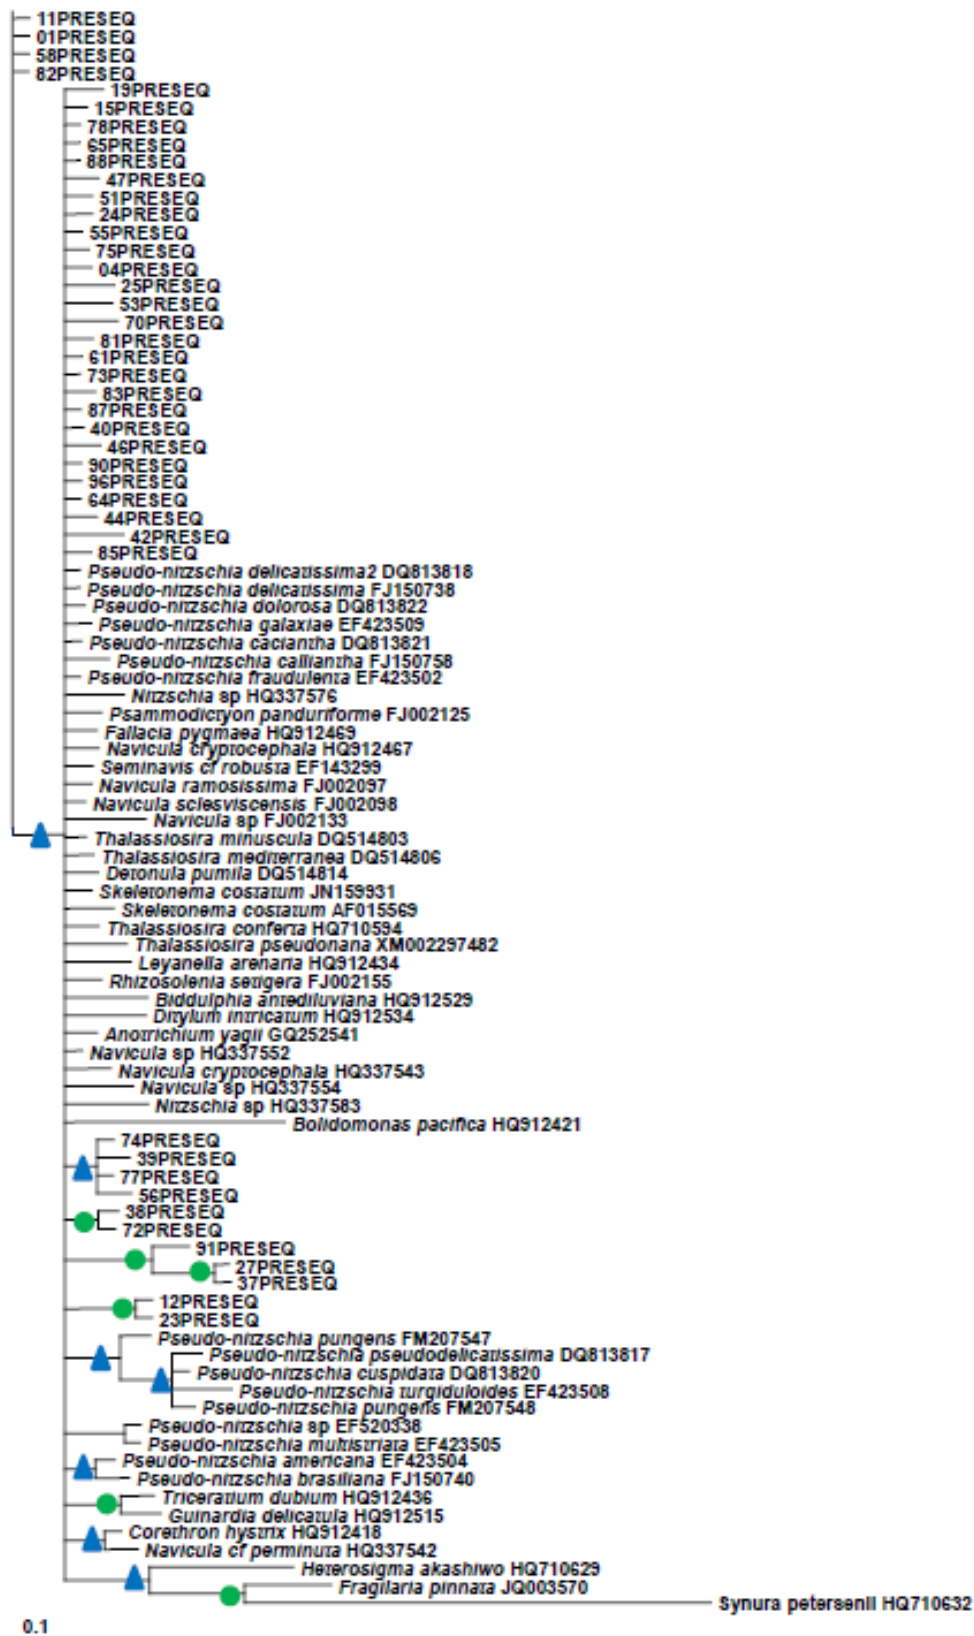 11PRESEQ
01PRESEQ
58PRESEQ
82PRESEQ
19PRESEQ
15PRESEQ
78PRESEQ
65PRESEQ
88PRESEQ
47PRESEQ
51PRESEQ
24PRESEQ
55PRESEQ
75PRESEQ
04PRESEQ
25PRESEQ
53PRESEQ
70PRESEQ
81PRESEQ
61PRESEQ
73PRESEQ
83PRESEQ
87PRESEQ
40PRESEQ
46PRESEQ
90PRESEQ
96PRESEQ
64PRESEQ
44PRESEQ
42PRESEQ
85PRESEQ
Pseudo-nitzschia delicatissima2 DQ813818
Pseudo-nitzschia delicatissima FJ150738
Pseudo-nitzschia dolorosa DQ813822
Pseudo-nitzschia galaxiae EF423509
Pseudo-nitzschia caciantha DQ813821
Pseudo-nitzschia calliantha FJ150758
Pseudo-nitzschia fraudulenta EF423502
Nitzschia sp HQ337576
Psammodictyon panduriforme FJ002125
Fallacia pygmaea HQ912469
Navicula cryptocephala HQ912467
Seminavis cf robusta EF143299
Navicula ramosissima FJ002097
Navicula sclesviscensis FJ002098
Navicula sp FJ002133
Thalassiosira minuscula DQ514803
Thalassiosira mediterranea DQ514806
Detonula pumila DQ514814
Skeletonema costatum JN159931
Skeletonema costatum AF015569
Thalassiosira conferta HQ710594
Thalassiosira pseudonana XM002297482
Leyanella arenaria HQ912434
Rhizosolenia setigera FJ002155
Biddulphia antediluviana HQ912529
Ditylum intricatum HQ912534
Anotrichium yagii GQ252541
Navicula sp HQ337552
Navicula cryptocephala HQ337543
Navicula sp HQ337554
Nitzschia sp HQ337583
Bolidomonas pacifica HQ912421
74PRESEQ
39PRESEQ
77PRESEQ
56PRESEQ
38PRESEQ
72PRESEQ
91PRESEQ
27PRESEQ
37PRESEQ
12PRESEQ
23PRESEQ
Pseudo-nitzschia pungens FM207547
Pseudo-nitzschia pseudodelicatissima DQ813817
Pseudo-nitzschia cuspidata DQ813820
Pseudo-nitzschia turgiduloides EF423508
Pseudo-nitzschia pungens FM207548
Pseudo-nitzschia sp EF520338
Pseudo-nitzschia multistriata EF423505
Pseudo-nitzschia americana EF423504
Pseudo-nitzschia brasiliana FJ150740
Triceratium dubium HQ912436
Guinardia delicatula HQ912515
Corethron hystrix HQ912418
Navicula cf perminuta HQ337542
Heterosigma akashiwo HQ710629
Fragilaria pinnata JQ003570
Synura petersenii HQ710632
0.1